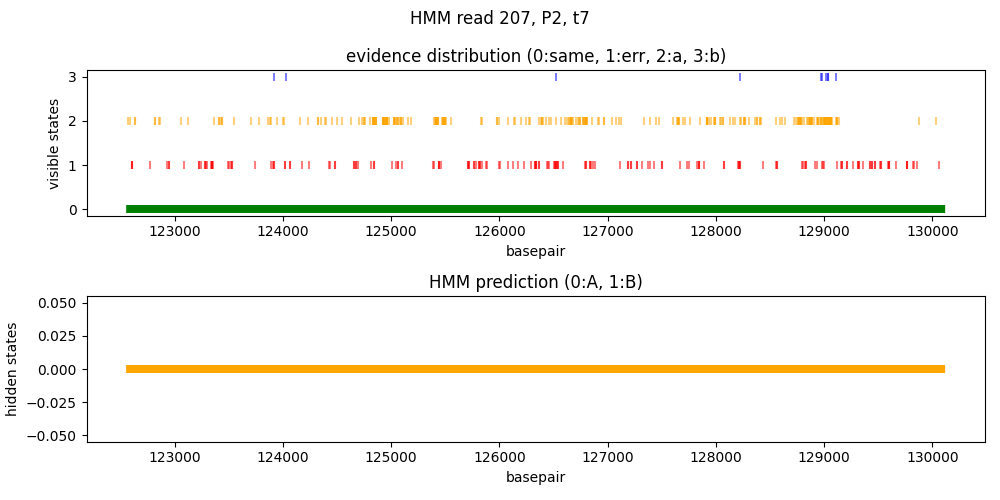 HMM read 207, P2, t7
evidence distribution (0:same, 1:err, 2:a, 3:b)
visible states
3
2
1
0
123000 124000 125000 126000 127000 128000 129000 130000
basepair
HMM prediction (0:A, 1:B)
hidden states
0.050
0.025
0.000
−0.025
−0.050
123000 124000 125000 126000 127000 128000 129000 130000
basepair